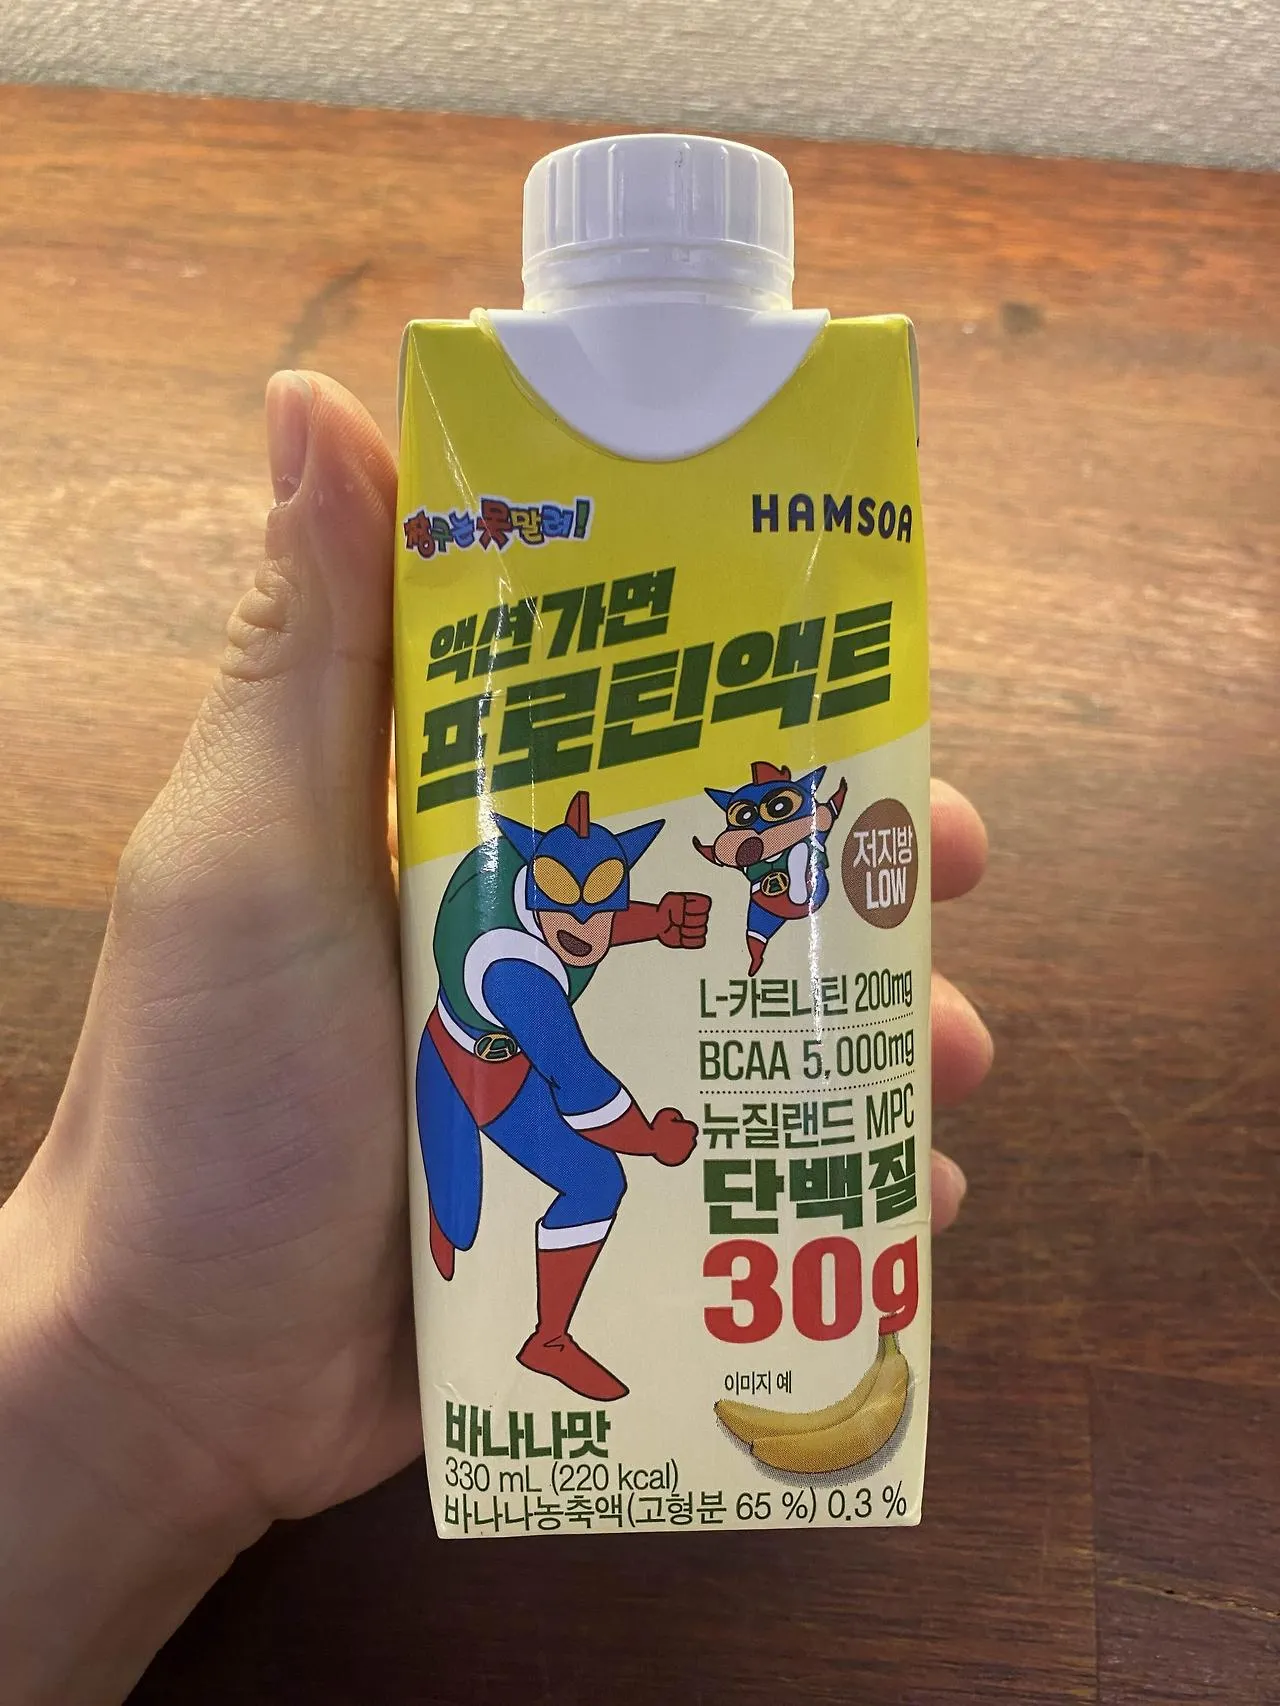 짱구는 못말려!
HAMSOA
액션가면
프로틴액트
저지방
LOW
L-카르니틴 200mg
BCAA 5,000mg
뉴질랜드 MPC
단백질
30g
이미지 예
바나나맛
330 mL (220 kcal)
바나나농축액(고형분 65 %) 0.3 %